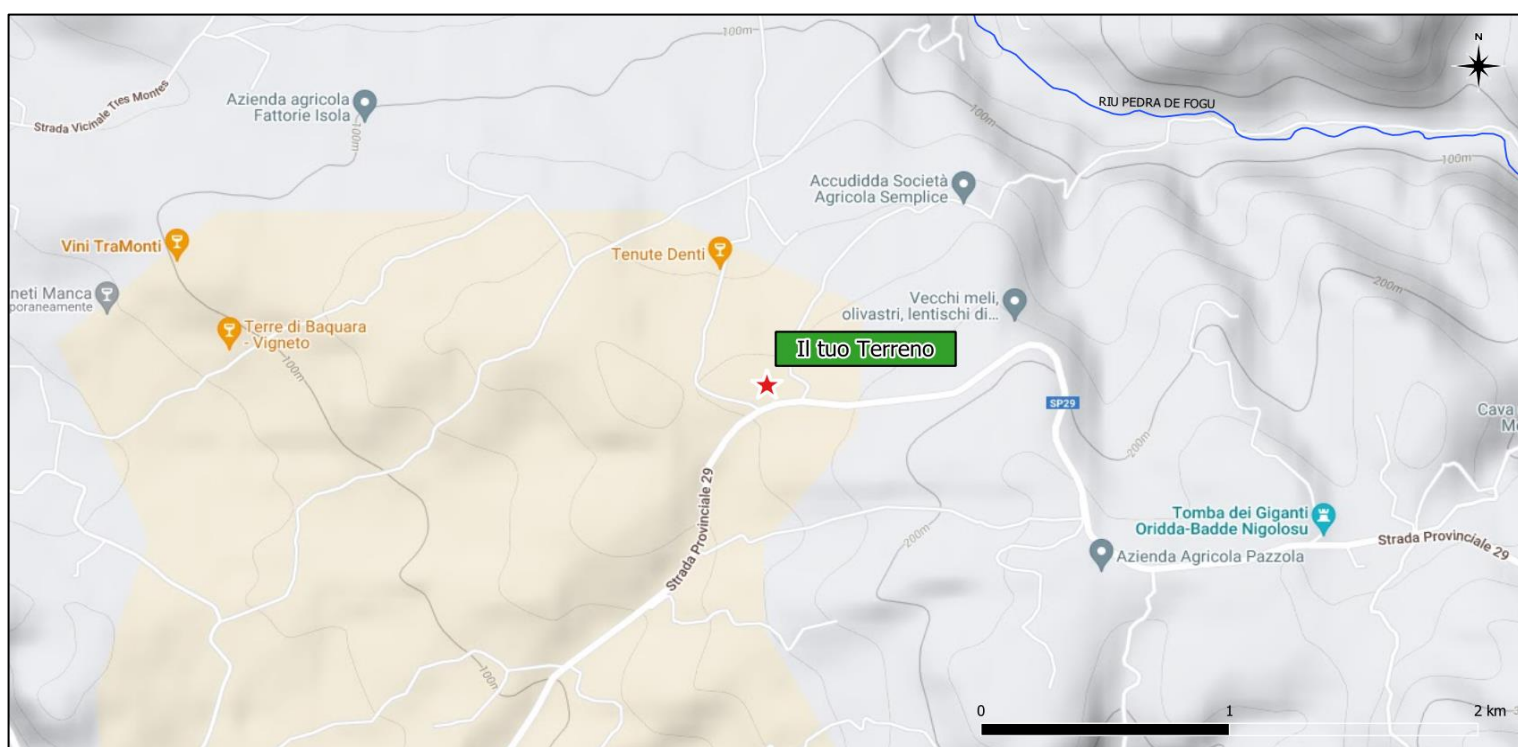 N
100m
Azienda agricola
Fattorie Isola
Strada Vicinale Tres Montes
100m
RIU PEDRA DE FOGU
100m
100m
Accudidda Società
Agricola Semplice
Vini TraMonti
Tenute Denti
neti Manca
poraneamente
Vecchi meli,
olivastri, lentischi di...
200m
Terre di Baquara
- Vigneto
Il tuo Terreno
100m
SP29
Cava
200m
Strada Provinciale 29
Tomba dei Giganti
Oridda-Badde Nigolosu
200m
Strada Provinciale 29
Azienda Agricola Pazzola
100m
0 1 2 km